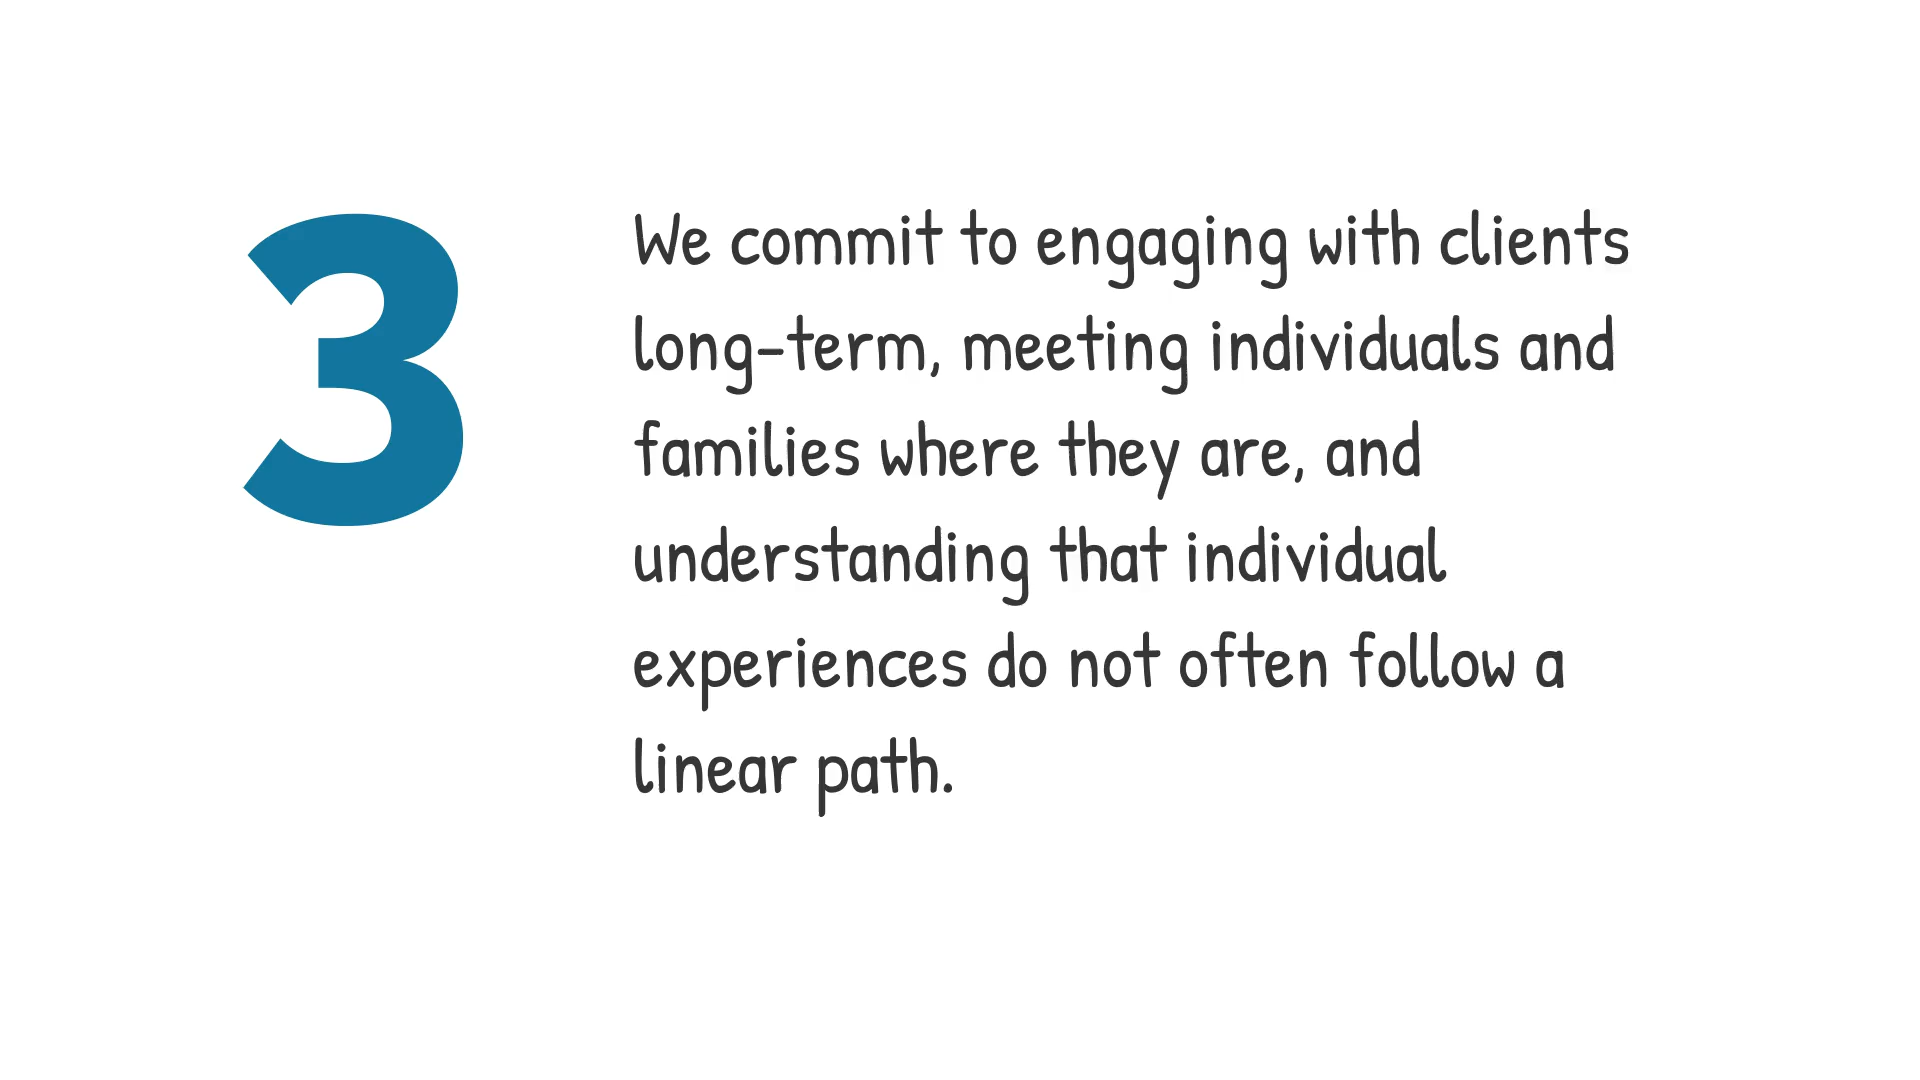 3
We commit to engaging with clients
long-term, meeting individuals and
families where they are, and
understanding that individual
experiences do not often follow a
linear path.